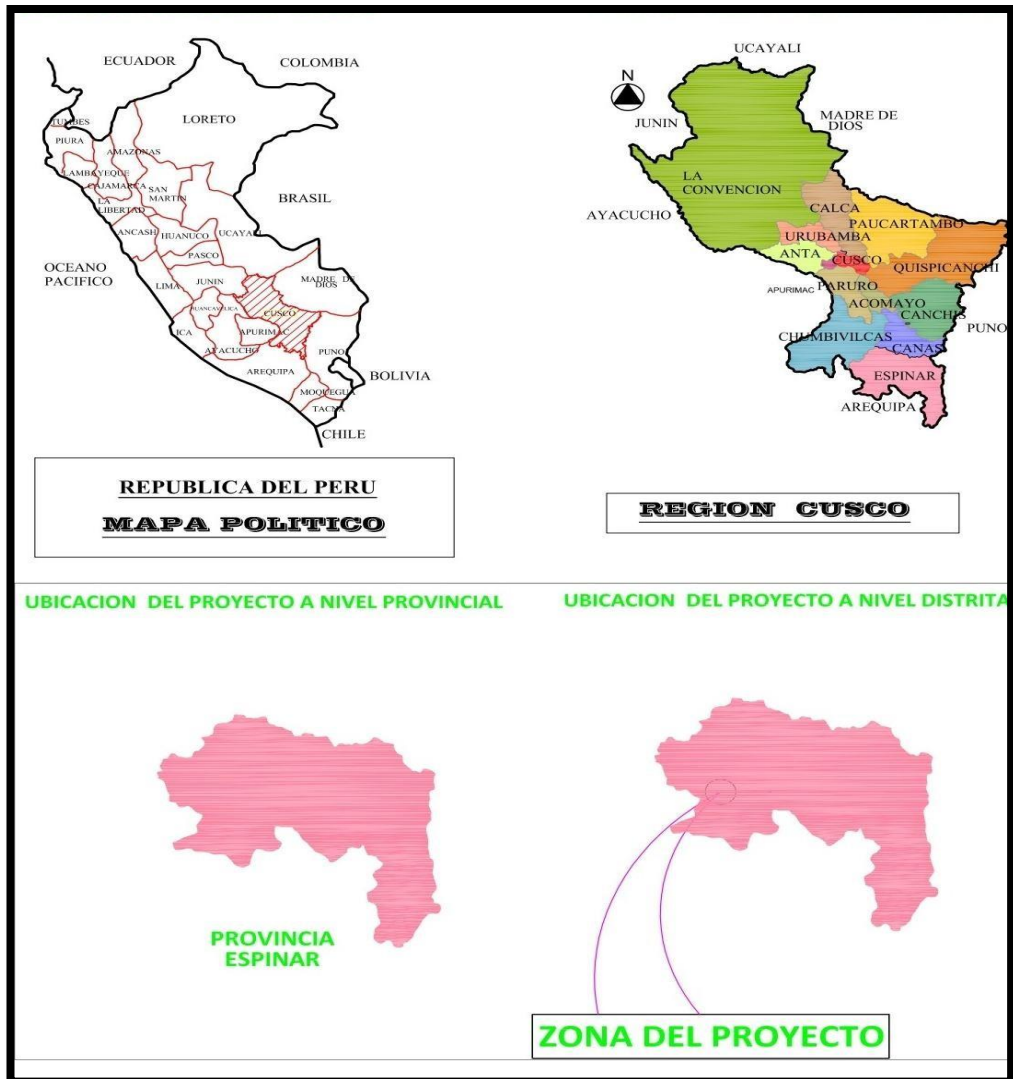 ECUADOR
COLOMBIA
LORETO
TUMBES
PIURA
AMAZONAS
LAMBAYEQUE
CAJAMARCA
SAN
MARTIN
LA
LIBERTAD
BRASIL
ANCASH
HUANUCO
UCAYALI
PASCO
OCEANO
PACIFICO
LIMA
JUNIN
MADRE DE
DIOS
HUANCAVELICA
CUSCO
ICA
APURIMAC
AYACUCHO
PUNO
AREQUIPA
BOLIVIA
MOQUEGUA
TACNA
CHILE
REPUBLICA DEL PERU
MAPA POLITICO
UCAYALI
N
JUNIN
MADRE DE
DIOS
LA
CONVENCION
CALCA
AYACUCHO
PAUCARTAMBO
URUBAMBA
ANTA
CUSCO
QUISPICANCHI
APURIMAC
PARURO
ACOMAYO
CANCHIS
PUNO
CHUMBIVILCAS
CANAS
ESPINAR
AREQUIPA
REGION CUSCO
UBICACION DEL PROYECTO A NIVEL PROVINCIAL
UBICACION DEL PROYECTO A NIVEL DISTRITA
PROVINCIA
ESPINAR
ZONA DEL PROYECTO